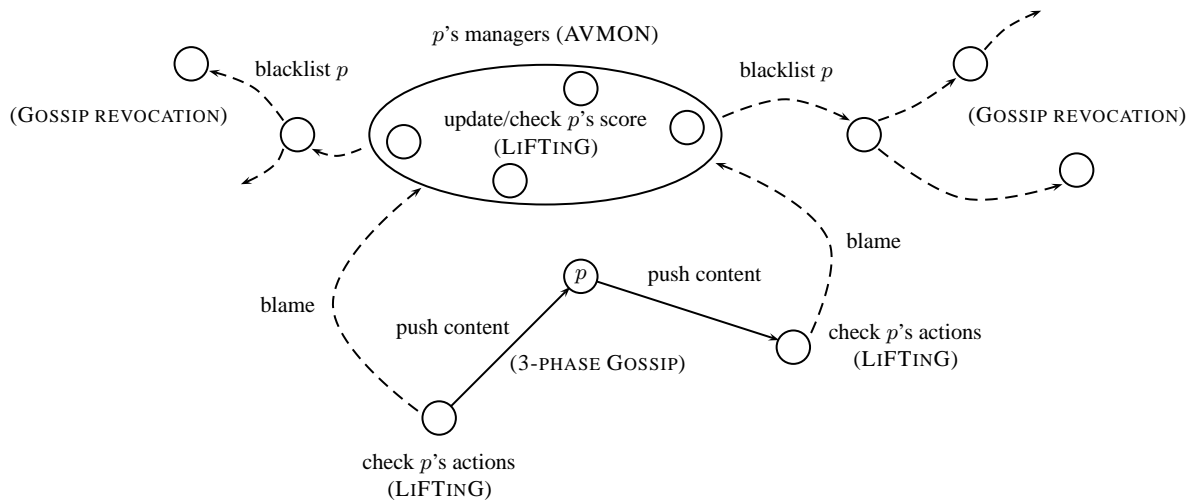 p's managers (AVMON)
blacklist p
blacklist p
(GOSSIP REVOCATION)
update/check p's score
(LIFTING)
(GOSSIP REVOCATION)
blame
p
push content
blame
push content
check p's actions
(LIFTING)
(3-PHASE GOSSIP)
check p's actions
(LIFTING)